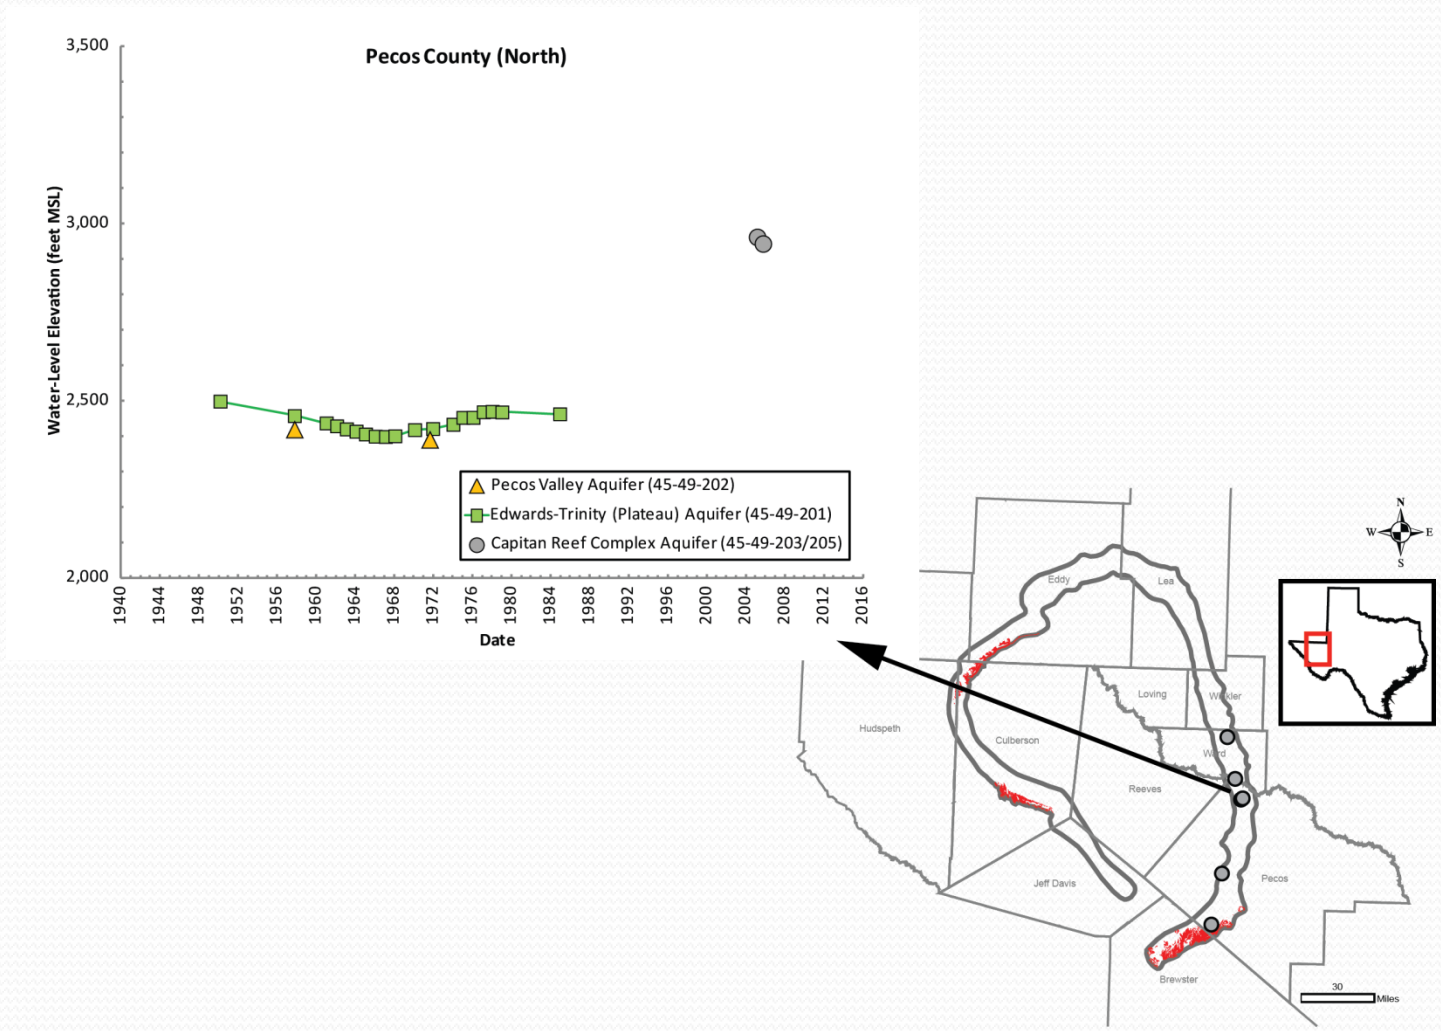 Pecos County (North)
3,500
3,000
2,500
2,000
Water-Level Elevation (feet MSL)
Pecos Valley Aquifer (45-49-202)
Edwards-Trinity (Plateau) Aquifer (45-49-201)
Capitan Reef Complex Aquifer (45-49-203/205)
1940
1944
1948
1952
1956
1960
1964
1968
1972
1976
1980
1984
1988
1992
1996
2000
2004
2008
2012
2016
Date
N
W E
S
Eddy
Lea
Loving
Winkler
Hudspeth
Culberson
Ward
Reeves
Jeff Davis
Pecos
Brewster
30
Miles